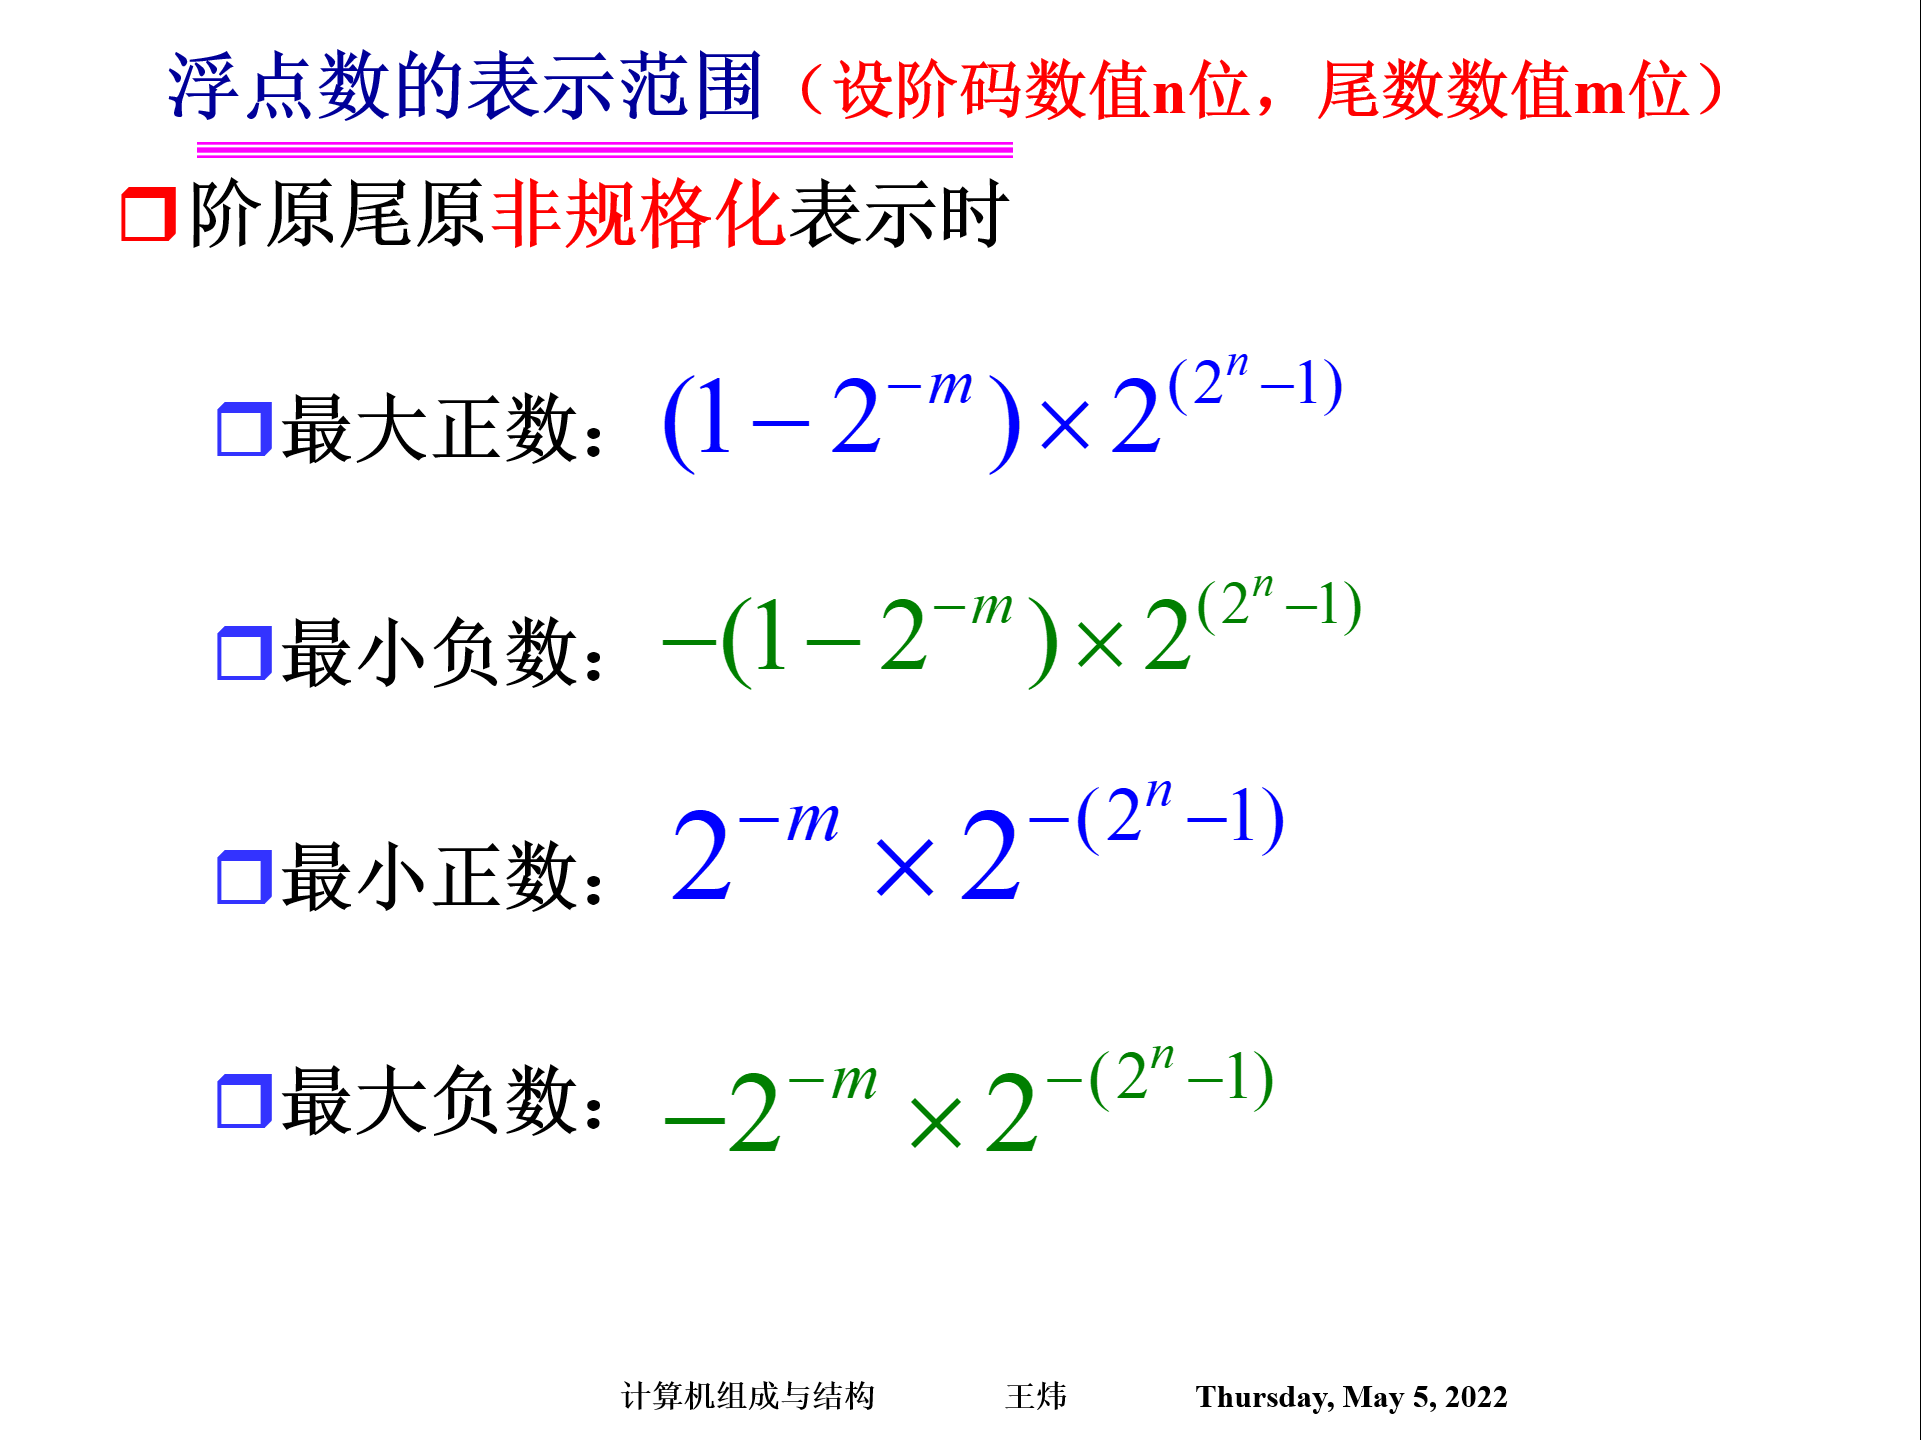 浮点数的表示范围（设阶码数值n位，尾数数值m位）
阶原尾原非规格化表示时
最大正数： (1 − 2^{−m}) × 2^{(2^n −1)}
最小负数： −(1 − 2^{−m}) × 2^{(2^n −1)}
最小正数： 2^{−m} × 2^{−(2^n −1)}
最大负数： −2^{−m} × 2^{−(2^n −1)}
计算机组成与结构 王炜 Thursday, May 5, 2022